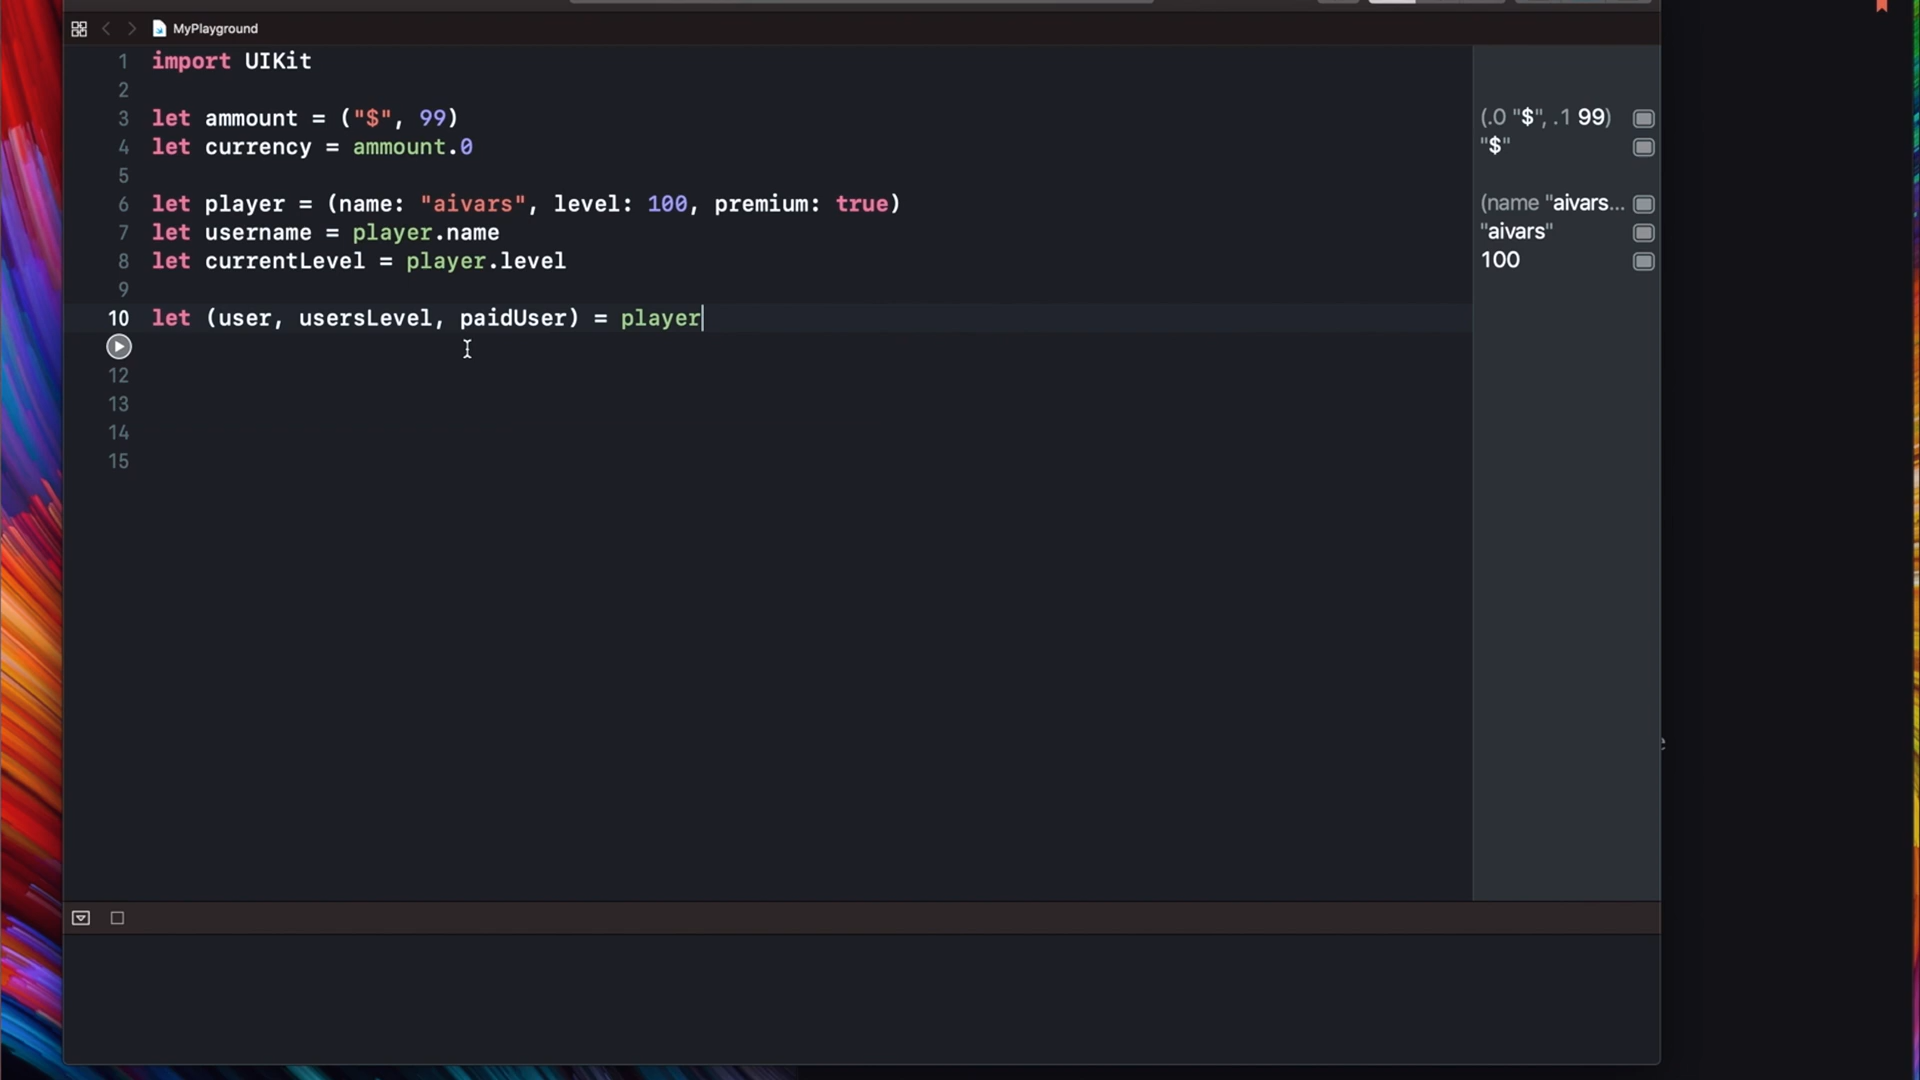 MyPlayground
1 import UIKit
2
3 let ammount = ("$", 99)
(.0 "$", .1 99)
4 let currency = ammount.0
"$"
5
6 let player = (name: "aivars", level: 100, premium: true)
(name "aivars...
7 let username = player.name
"aivars"
8 let currentLevel = player.level
100
9
10 let (user, usersLevel, paidUser) = player
12
13
14
15